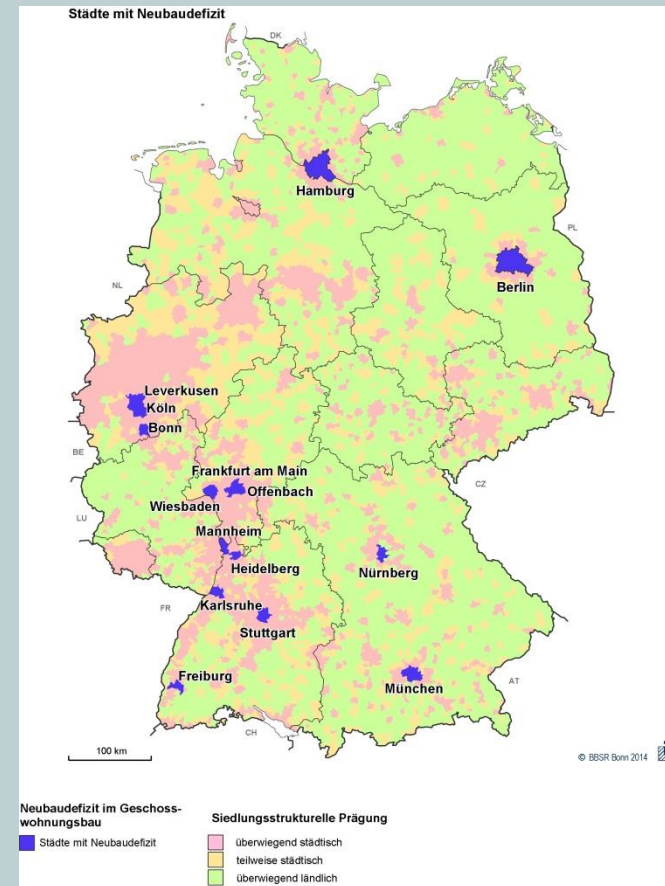 Städte mit Neubaudefizit
DK
Hamburg
PL
Berlin
NL
Leverkusen
Köln
Bonn
BE
Frankfurt am Main
Offenbach
Wiesbaden
CZ
LU
Mannheim
Heidelberg
Nürnberg
Karlsruhe
FR
Stuttgart
Freiburg
München
AT
CH
100 km
© BBSR Bonn 2014
Neubaudefizit im Geschoss-
wohnungsbau
Städte mit Neubaudefizit
Siedlungsstrukturelle Prägung
überwiegend städtisch
teilweise städtisch
überwiegend ländlich